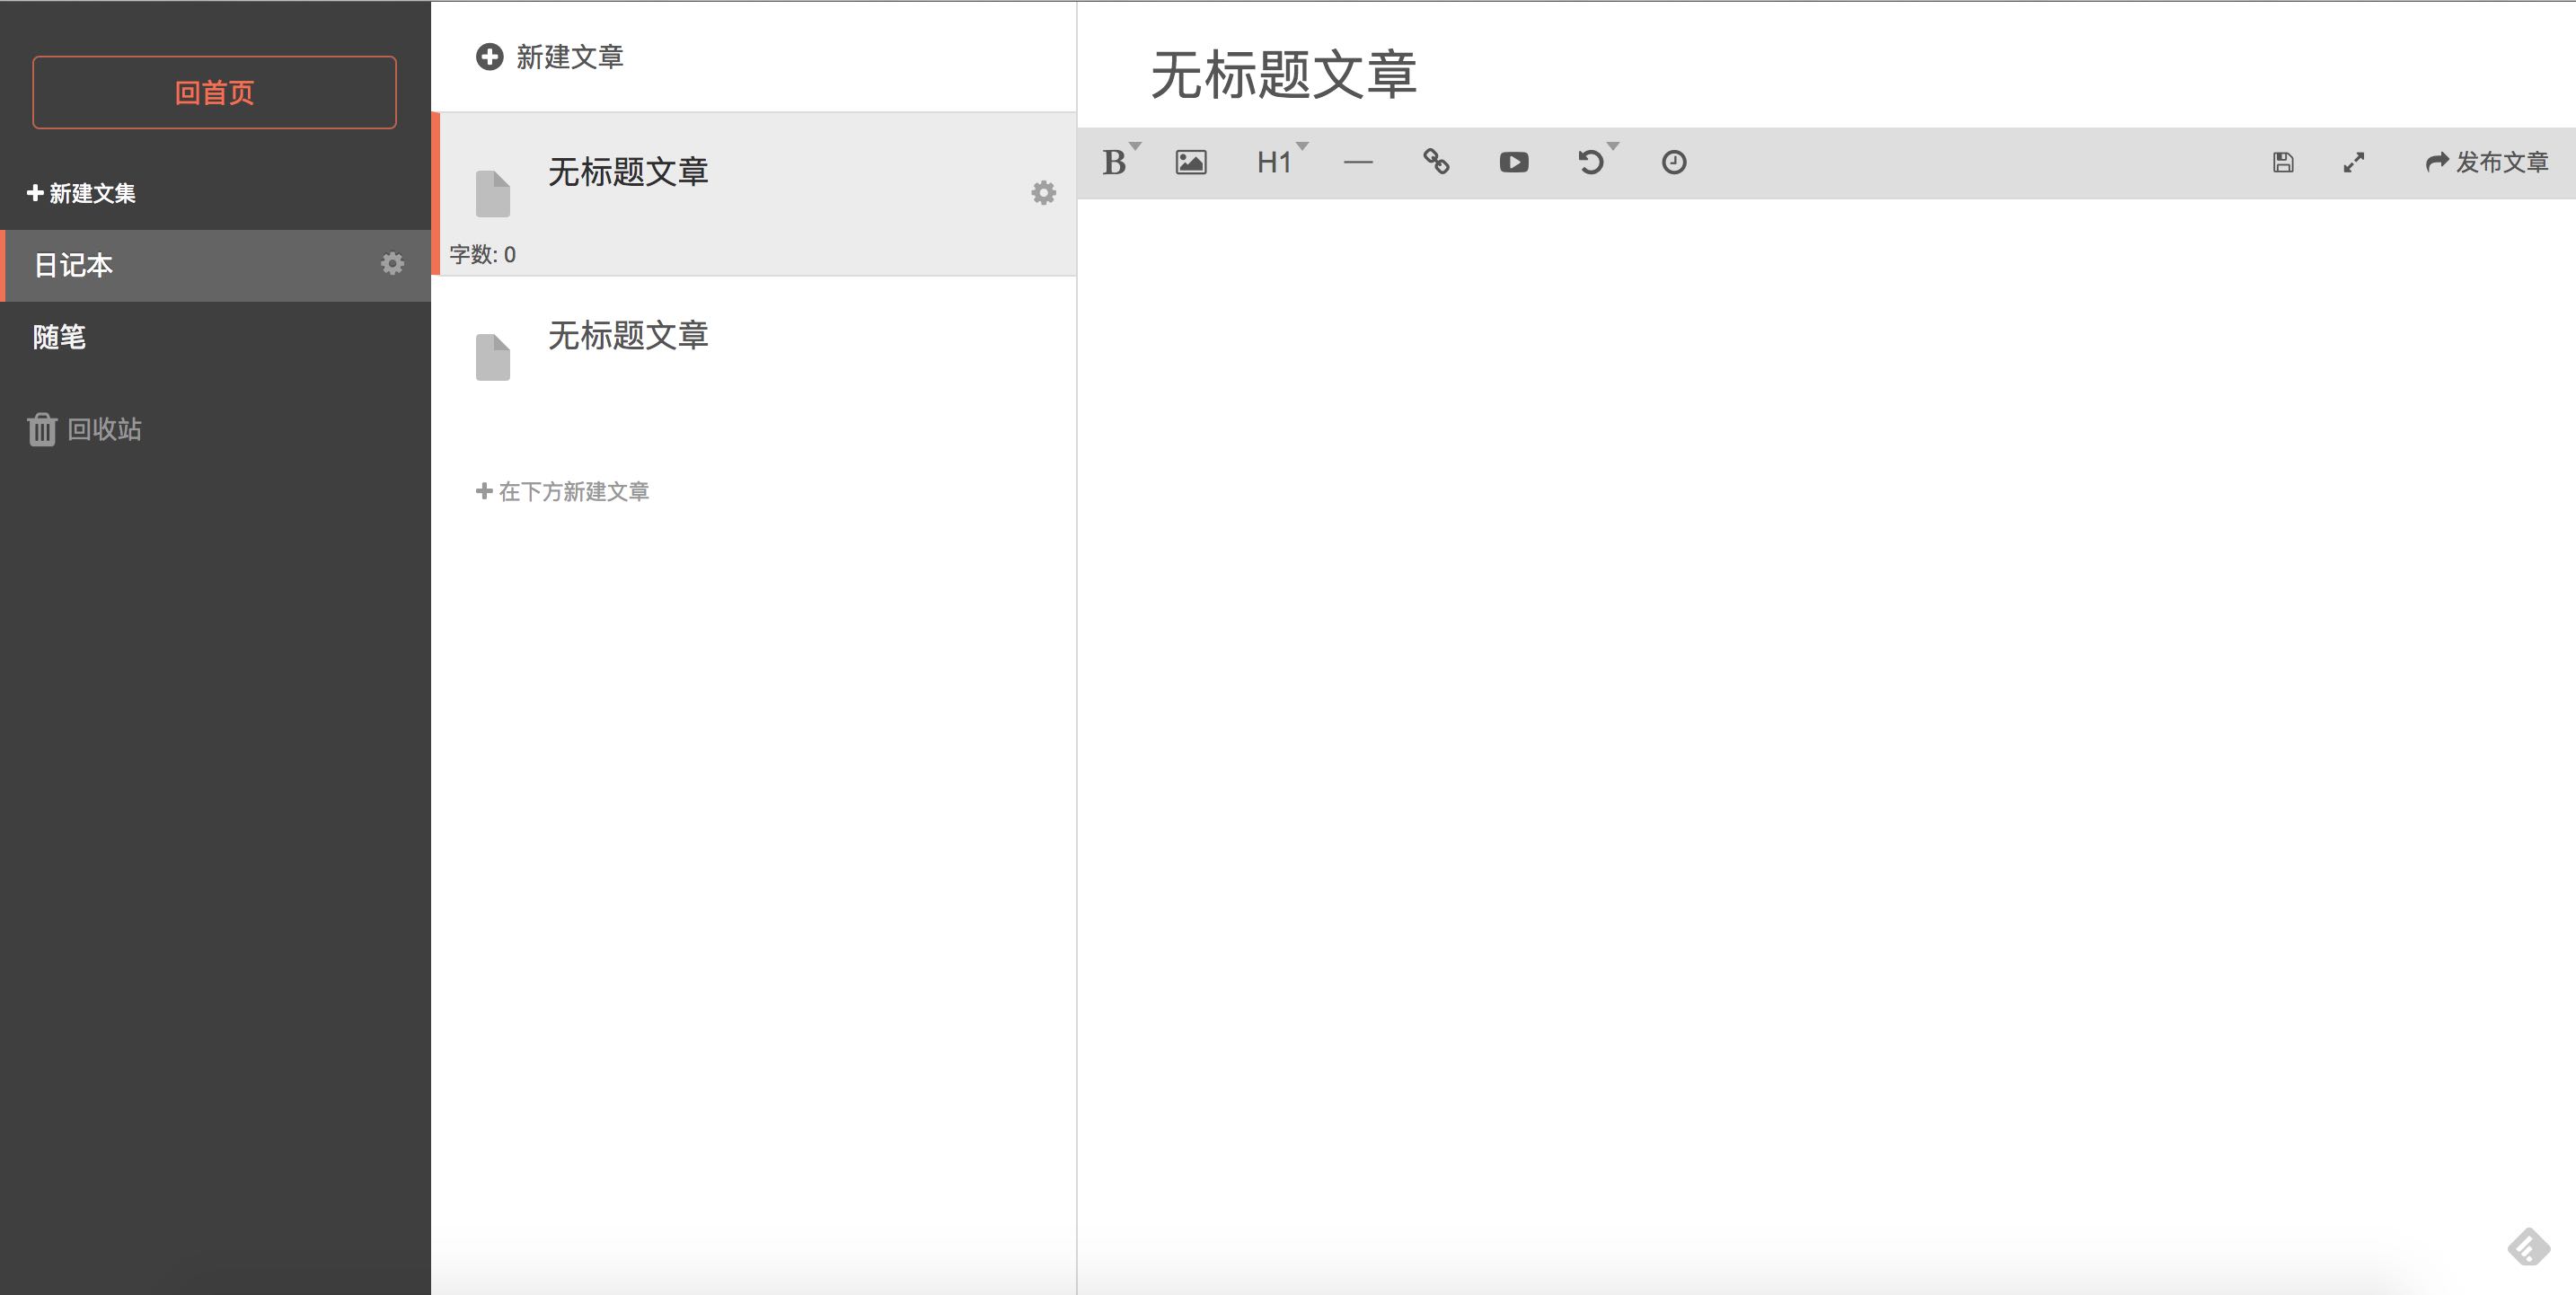 回首页
新建文集
日记本
随笔
回收站
新建文章
无标题文章
字数: 0
无标题文章
在下方新建文章
无标题文章
B
H1
发布文章